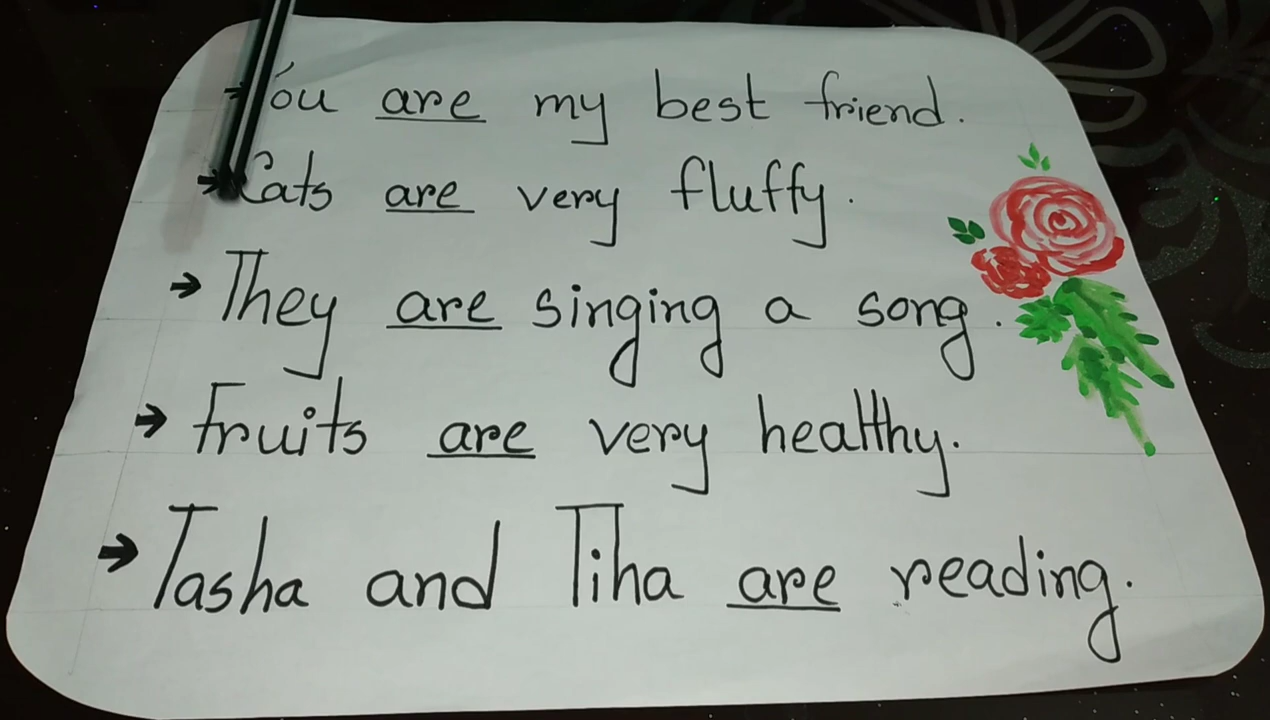 → You are my best friend.
→ Cats are very fluffy.
→ They are singing a song.
→ Fruits are very healthy.
→ Tasha and Tiha are reading.